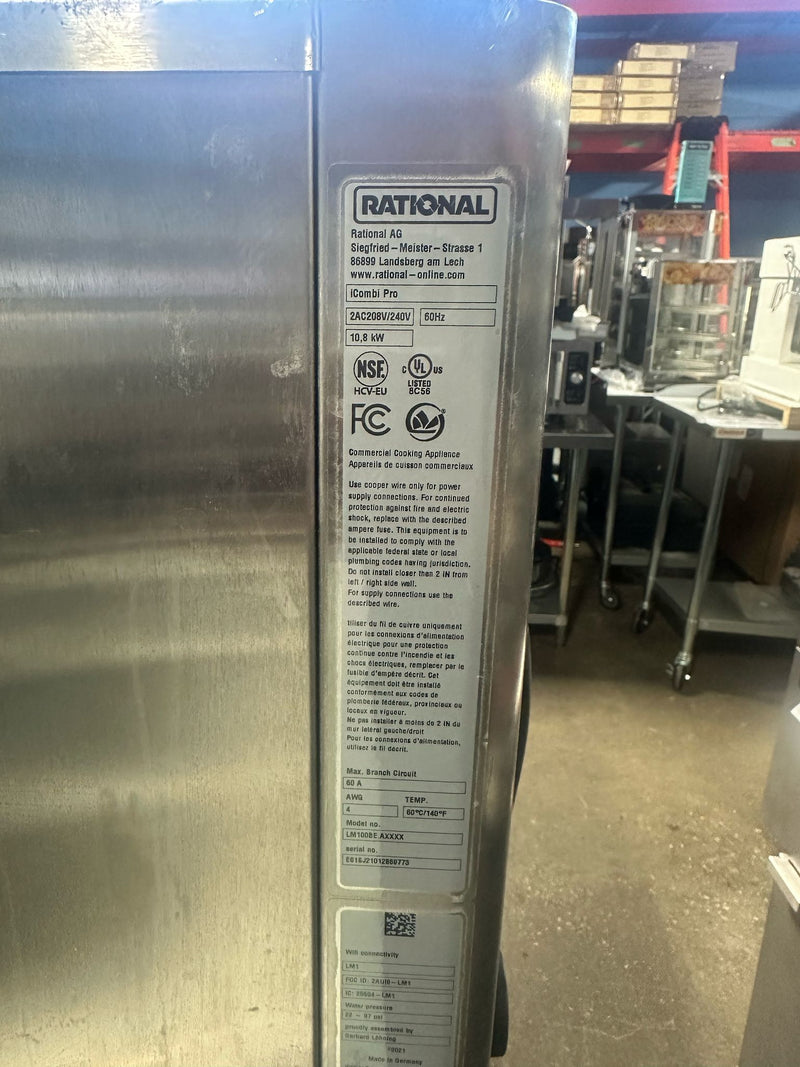 RATIONAL
Rational AG
Siegfried-Meister-Strasse 1
86899 Landsberg am Lech
www.rational-online.com
iCombi Pro
2AC208V/240V 60Hz
10,8 kW
NSF®
HCV-EU
C UL US
LISTED
8C56
FC
Commercial Cooking Appliance
Appareils de cuisson commerciaux
Use cooper wire only for power
supply connections. For continued
protection against fire and electric
shock, replace with the described
ampere fuse. This equipment is to
be installed to comply with the
applicable federal state or local
plumbing codes having jurisdiction.
Do not install closer than 2 IN from
left / right side wall.
For supply connections use the
described wire.
tiliser du fil de cuivre uniquement
pour les connexions d'alimentation
électrique pour une protection
continue contre l'incendie et les
chocs électriques, remplacer par le
fusible d'ampère décrit. Cet
équipement doit être installé
conformément aux codes de
plomberie fédéraux, provinciaux ou
locaux en vigueur.
Ne pas installer à moins de 2 IN du
mur latéral gauche/droit
Pour les connexions d'alimentation,
utilisez le fil décrit.
Max. Branch Circuit
60 A
AWG TEMP.
4 60°C/140°F
Model no.
serial no.
Wifi connectivity
LM1
FCC ID:
Water pressure
proudly assembled by
Made in Germany